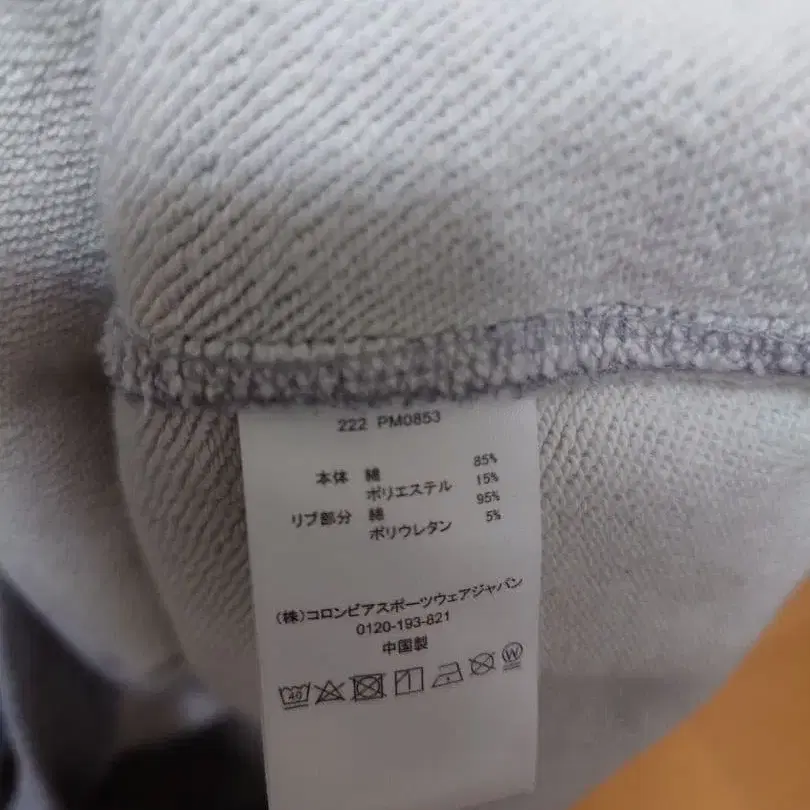 222 PM0853
本体 綿 85%
ポリエステル 15%
リブ部分 綿 95%
ポリウレタン 5%
(株)コロンビアスポーツウェアジャパン
0120-193-821
中国製
40
W